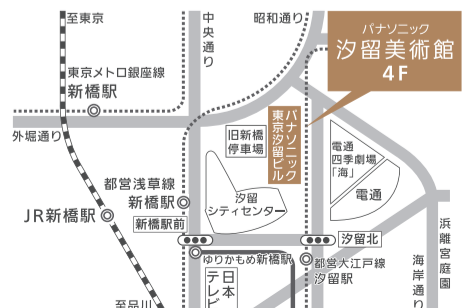 至東京
中央通り
昭和通り
パナソニック
汐留美術館
4F
東京メトロ銀座線
新橋駅
外堀通り
旧新橋
停車場
パナソニック
東京汐留ビル
電通
四季劇場
「海」
電通
都営浅草線
新橋駅
汐留
シティセンター
JR新橋駅
新橋駅前
汐留北
浜離宮庭園
ゆりかもめ新橋駅
都営大江戸線
汐留駅
海岸通り
日本
テレビ
至品川